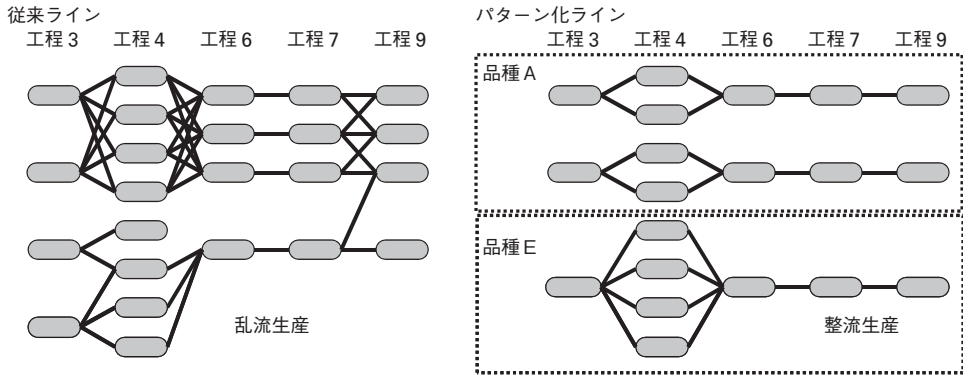 従来ライン
工程3 工程4 工程6 工程7 工程9
乱流生産
パターン化ライン
工程3 工程4 工程6 工程7 工程9
品種A
品種E
整流生産